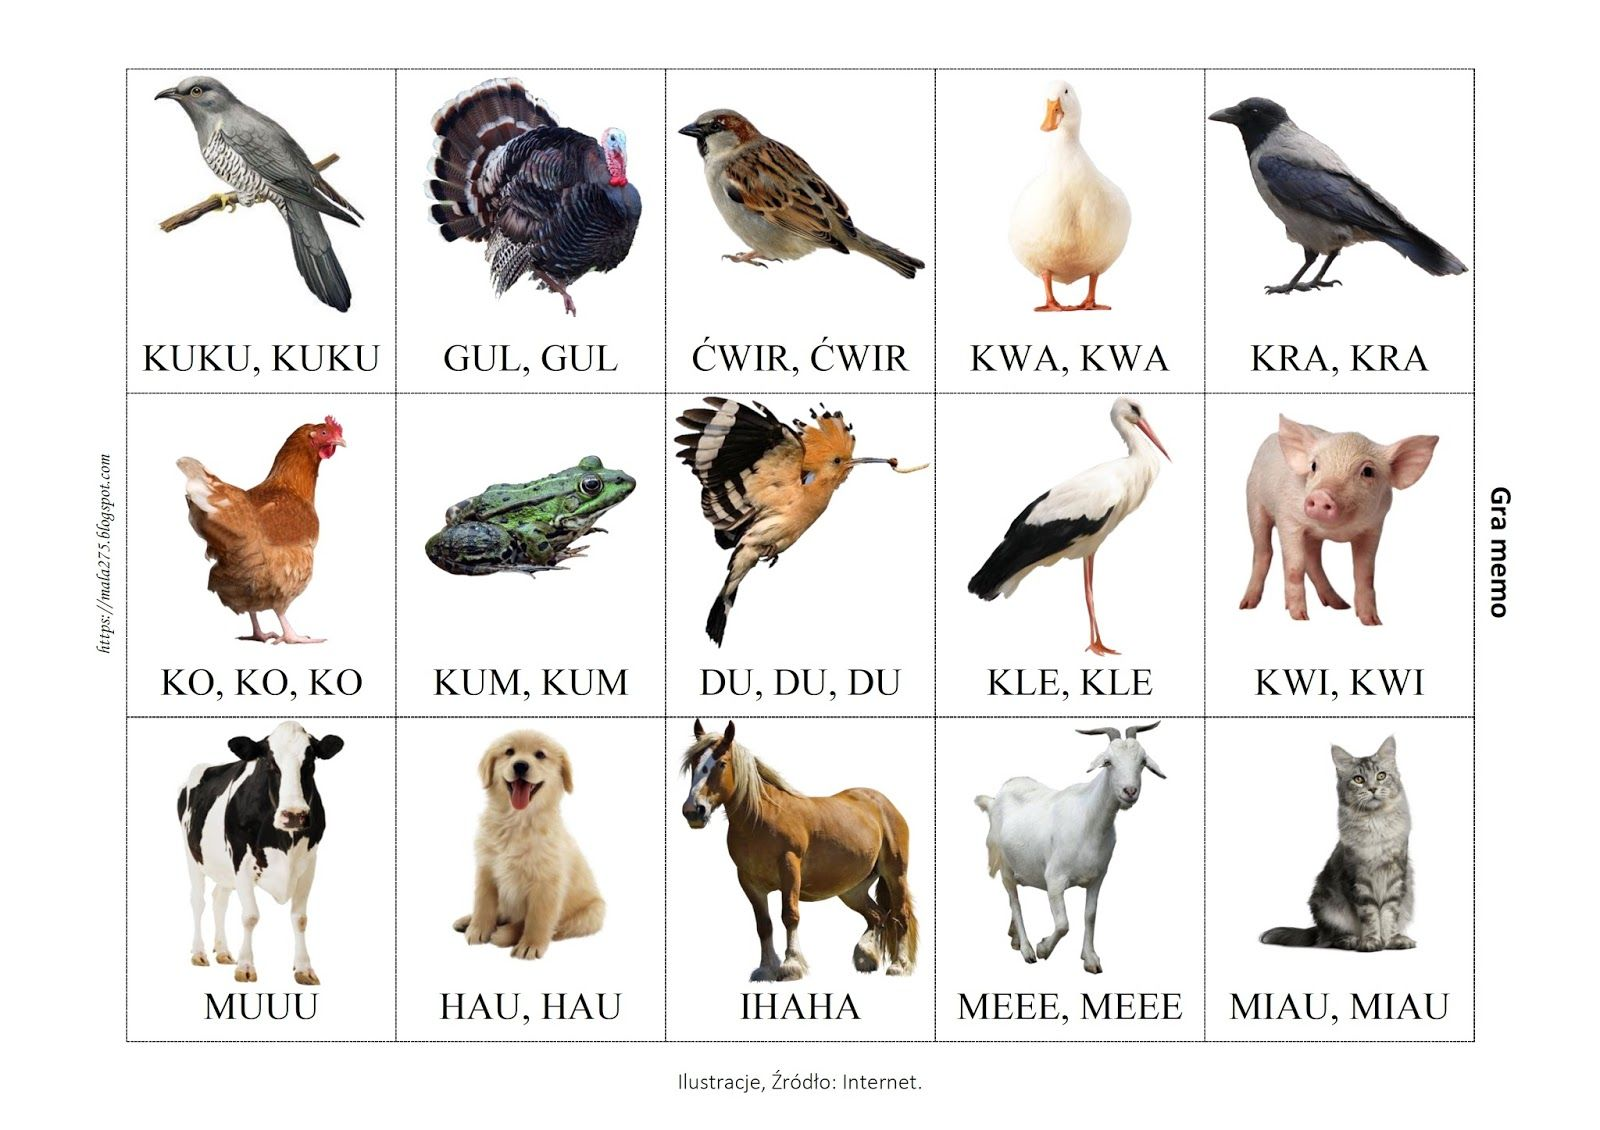 KUKU, KUKU
GUL, GUL
ĆWIR, ĆWIR
KWA, KWA
KRA, KRA
KO, KO, KO
KUM, KUM
DU, DU, DU
KLE, KLE
KWI, KWI
MUUU
HAU, HAU
IHAHA
MEEE, MEEE
MIAU, MIAU
https://mala275.blogspot.com
Gra memo
Ilustracje, Źródło: Internet.